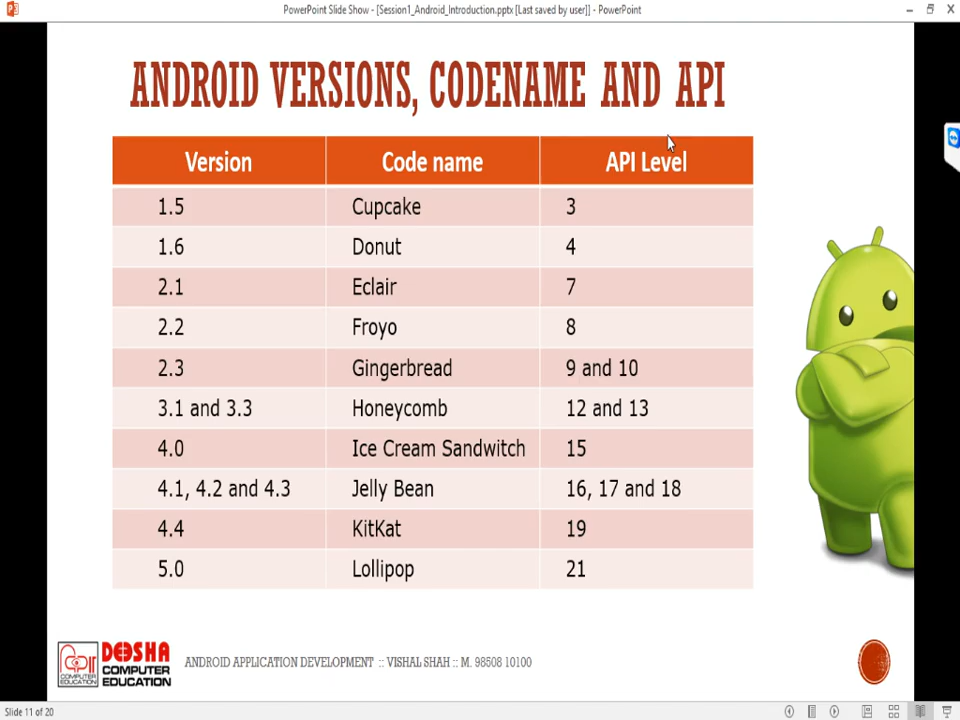 PowerPoint Slide Show - [Session1_Android_Introduction.pptx [Last saved by user]] - PowerPoint
ANDROID VERSIONS, CODENAME AND API
Version Code name API Level
1.5 Cupcake 3
1.6 Donut 4
2.1 Eclair 7
2.2 Froyo 8
2.3 Gingerbread 9 and 10
3.1 and 3.3 Honeycomb 12 and 13
4.0 Ice Cream Sandwitch 15
4.1, 4.2 and 4.3 Jelly Bean 16, 17 and 18
4.4 KitKat 19
5.0 Lollipop 21
COMPUTER EDUCATION
DEESHA
COMPUTER
EDUCATION
ANDROID APPLICATION DEVELOPMENT :: VISHAL SHAH :: M. 98508 10100
Slide 11 of 20